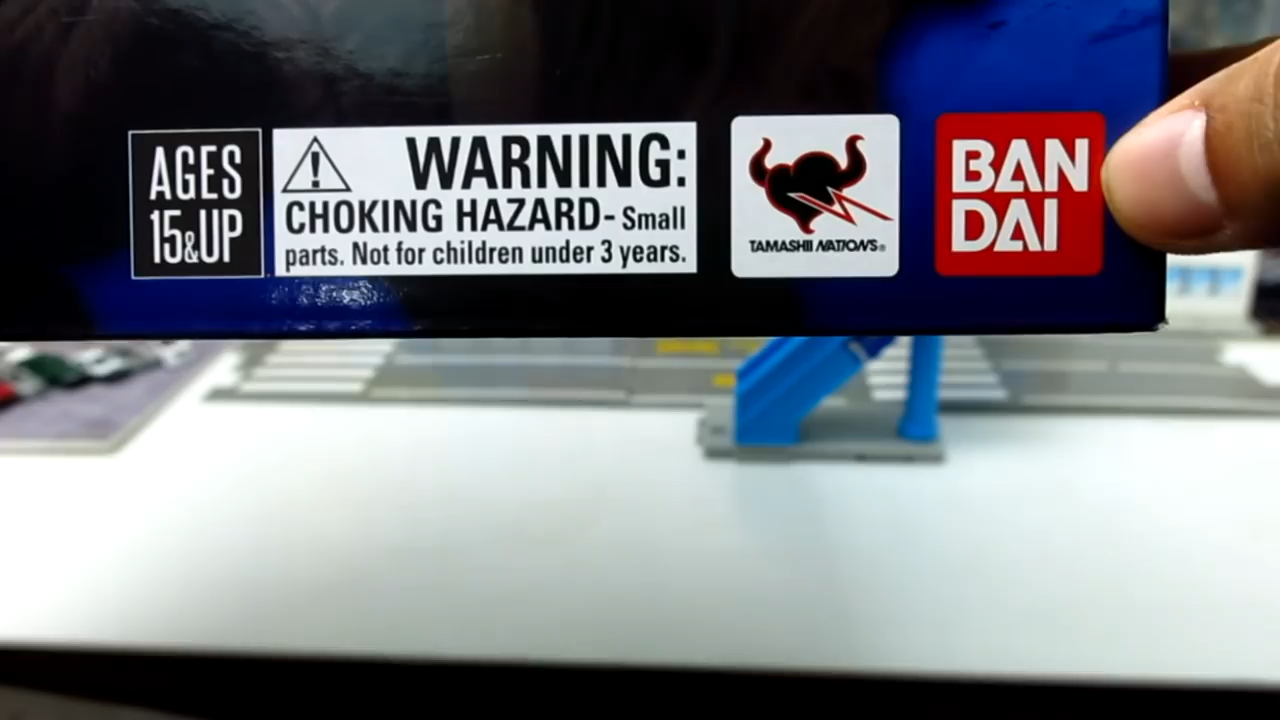 AGES
15&UP
WARNING:
CHOKING HAZARD- Small
parts. Not for children under 3 years.
TAMASHII NATIONS®
BAN
DAI